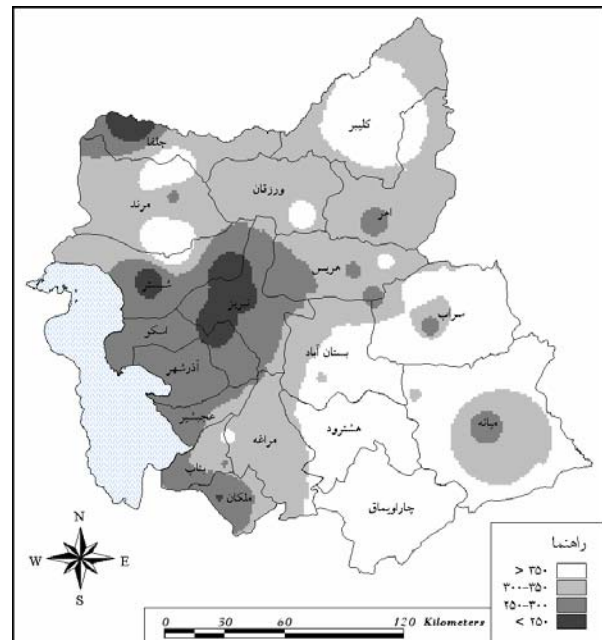 کلیبر
جلفا
ورزقان
مرند
اهر
هریس
شبستر
تبریز
سراب
اسکو
بستان آباد
آذرشهر
عجبشیر
میانه
هشترود
مراغه
بناب
ملکان
چاراویماق
N
W E
S
راهنما
> ۳۵۰
۳۰۰-۳۵۰
۲۵۰-۳۰۰
< ۲۵۰
0 30 60 120 Kilometers